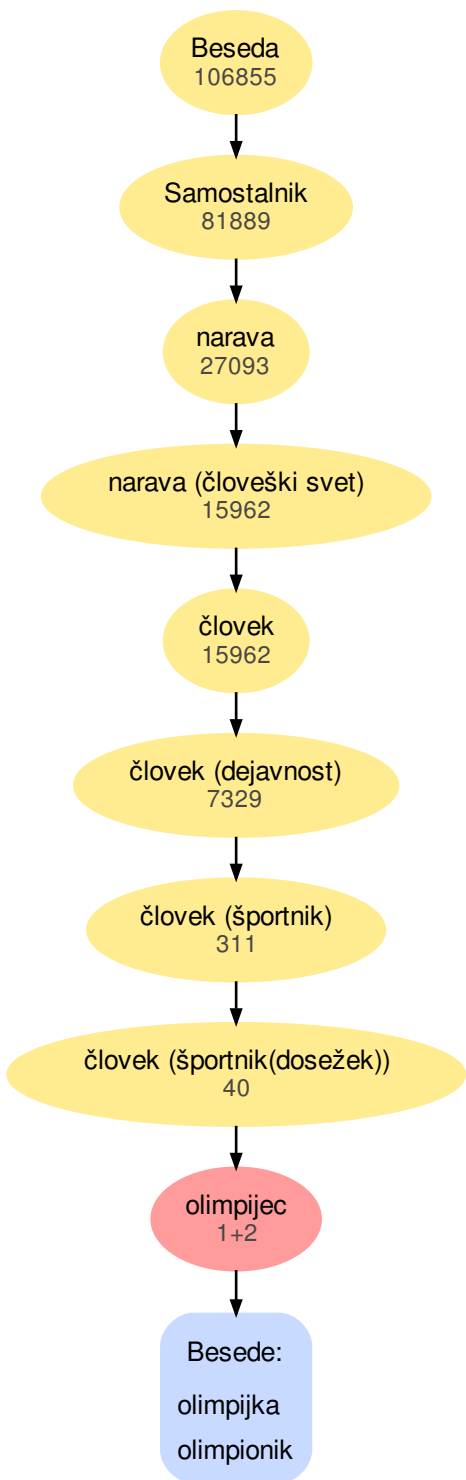 Beseda
106855
Samostalnik
81889
narava
27093
narava (človeški svet)
15962
človek
15962
človek (dejavnost)
7329
človek (športnik)
311
človek (športnik(dosežek))
40
olimpijec
1+2
Besede:
olimpijka
olimpionik